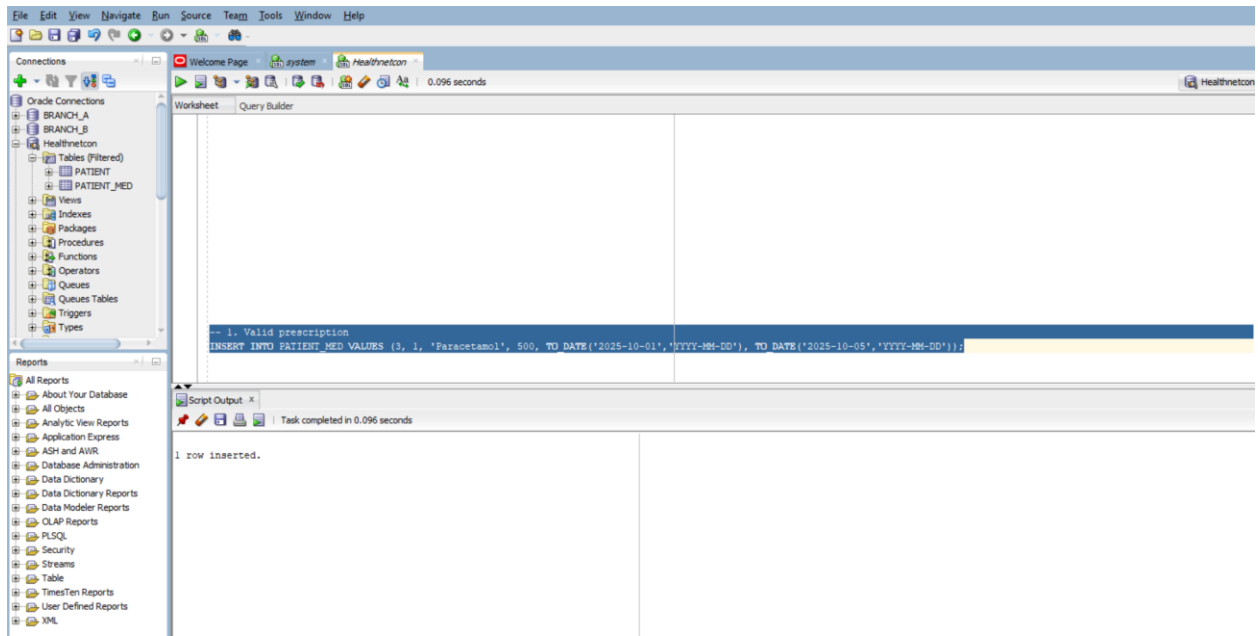 File Edit View Navigate Run Source Team Tools Window Help
Connections
Oracle Connections
BRANCH_A
BRANCH_B
Healthnetcon
Tables (Filtered)
PATIENT
PATIENT_MED
Views
Indexes
Packages
Procedures
Functions
Operators
Queues
Queues Tables
Triggers
Types
Reports
All Reports
About Your Database
All Objects
Analytic View Reports
Application Express
ASH and AWR
Database Administration
Data Dictionary
Data Dictionary Reports
Data Modeler Reports
OLAP Reports
PLSQL
Security
Streams
Table
TimesTen Reports
User Defined Reports
XML
Welcome Page system Healthnetcon
0.096 seconds Healthnetcon
Worksheet Query Builder
-- 1. Valid prescription
INSERT INTO PATIENT_MED VALUES (3, 1, 'Paracetamol', 500, TO_DATE('2025-10-01','YYYY-MM-DD'), TO_DATE('2025-10-05','YYYY-MM-DD'));
Script Output
Task completed in 0.096 seconds
1 row inserted.